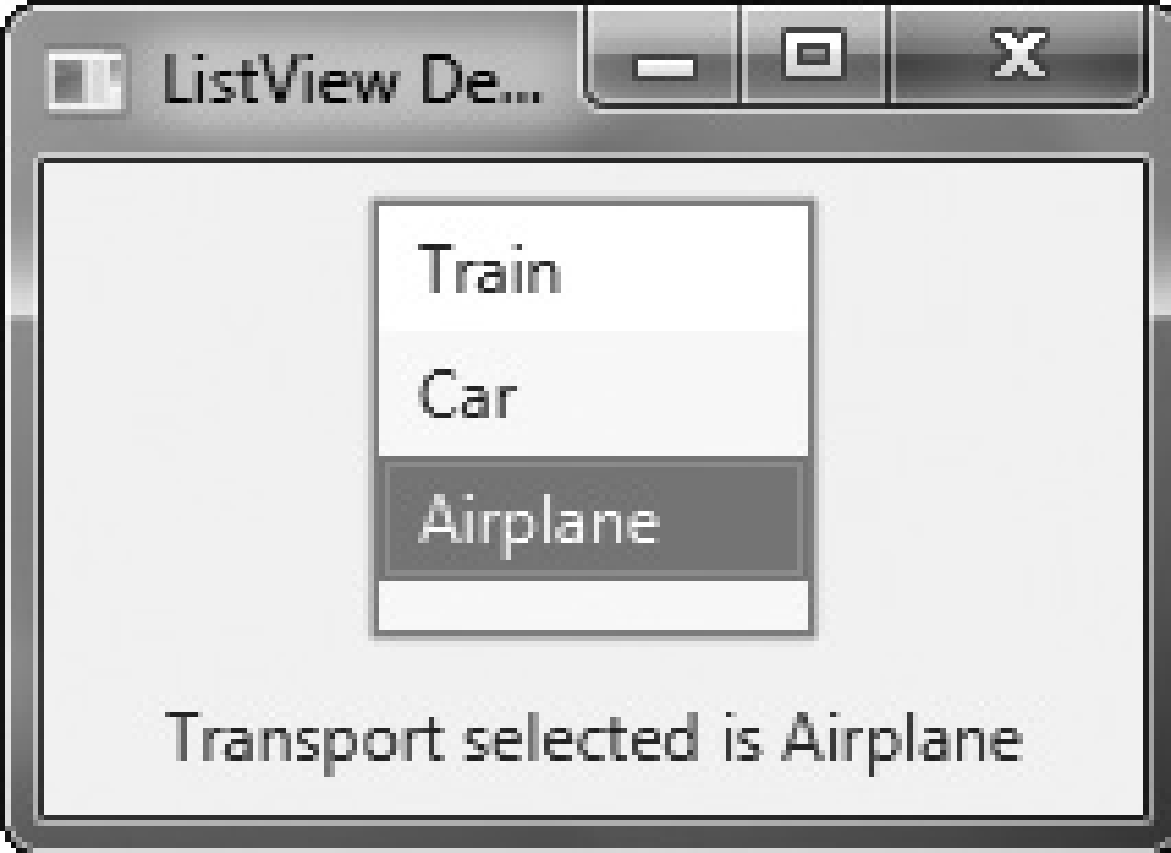 ListView De...
Train
Car
Airplane
Transport selected is Airplane